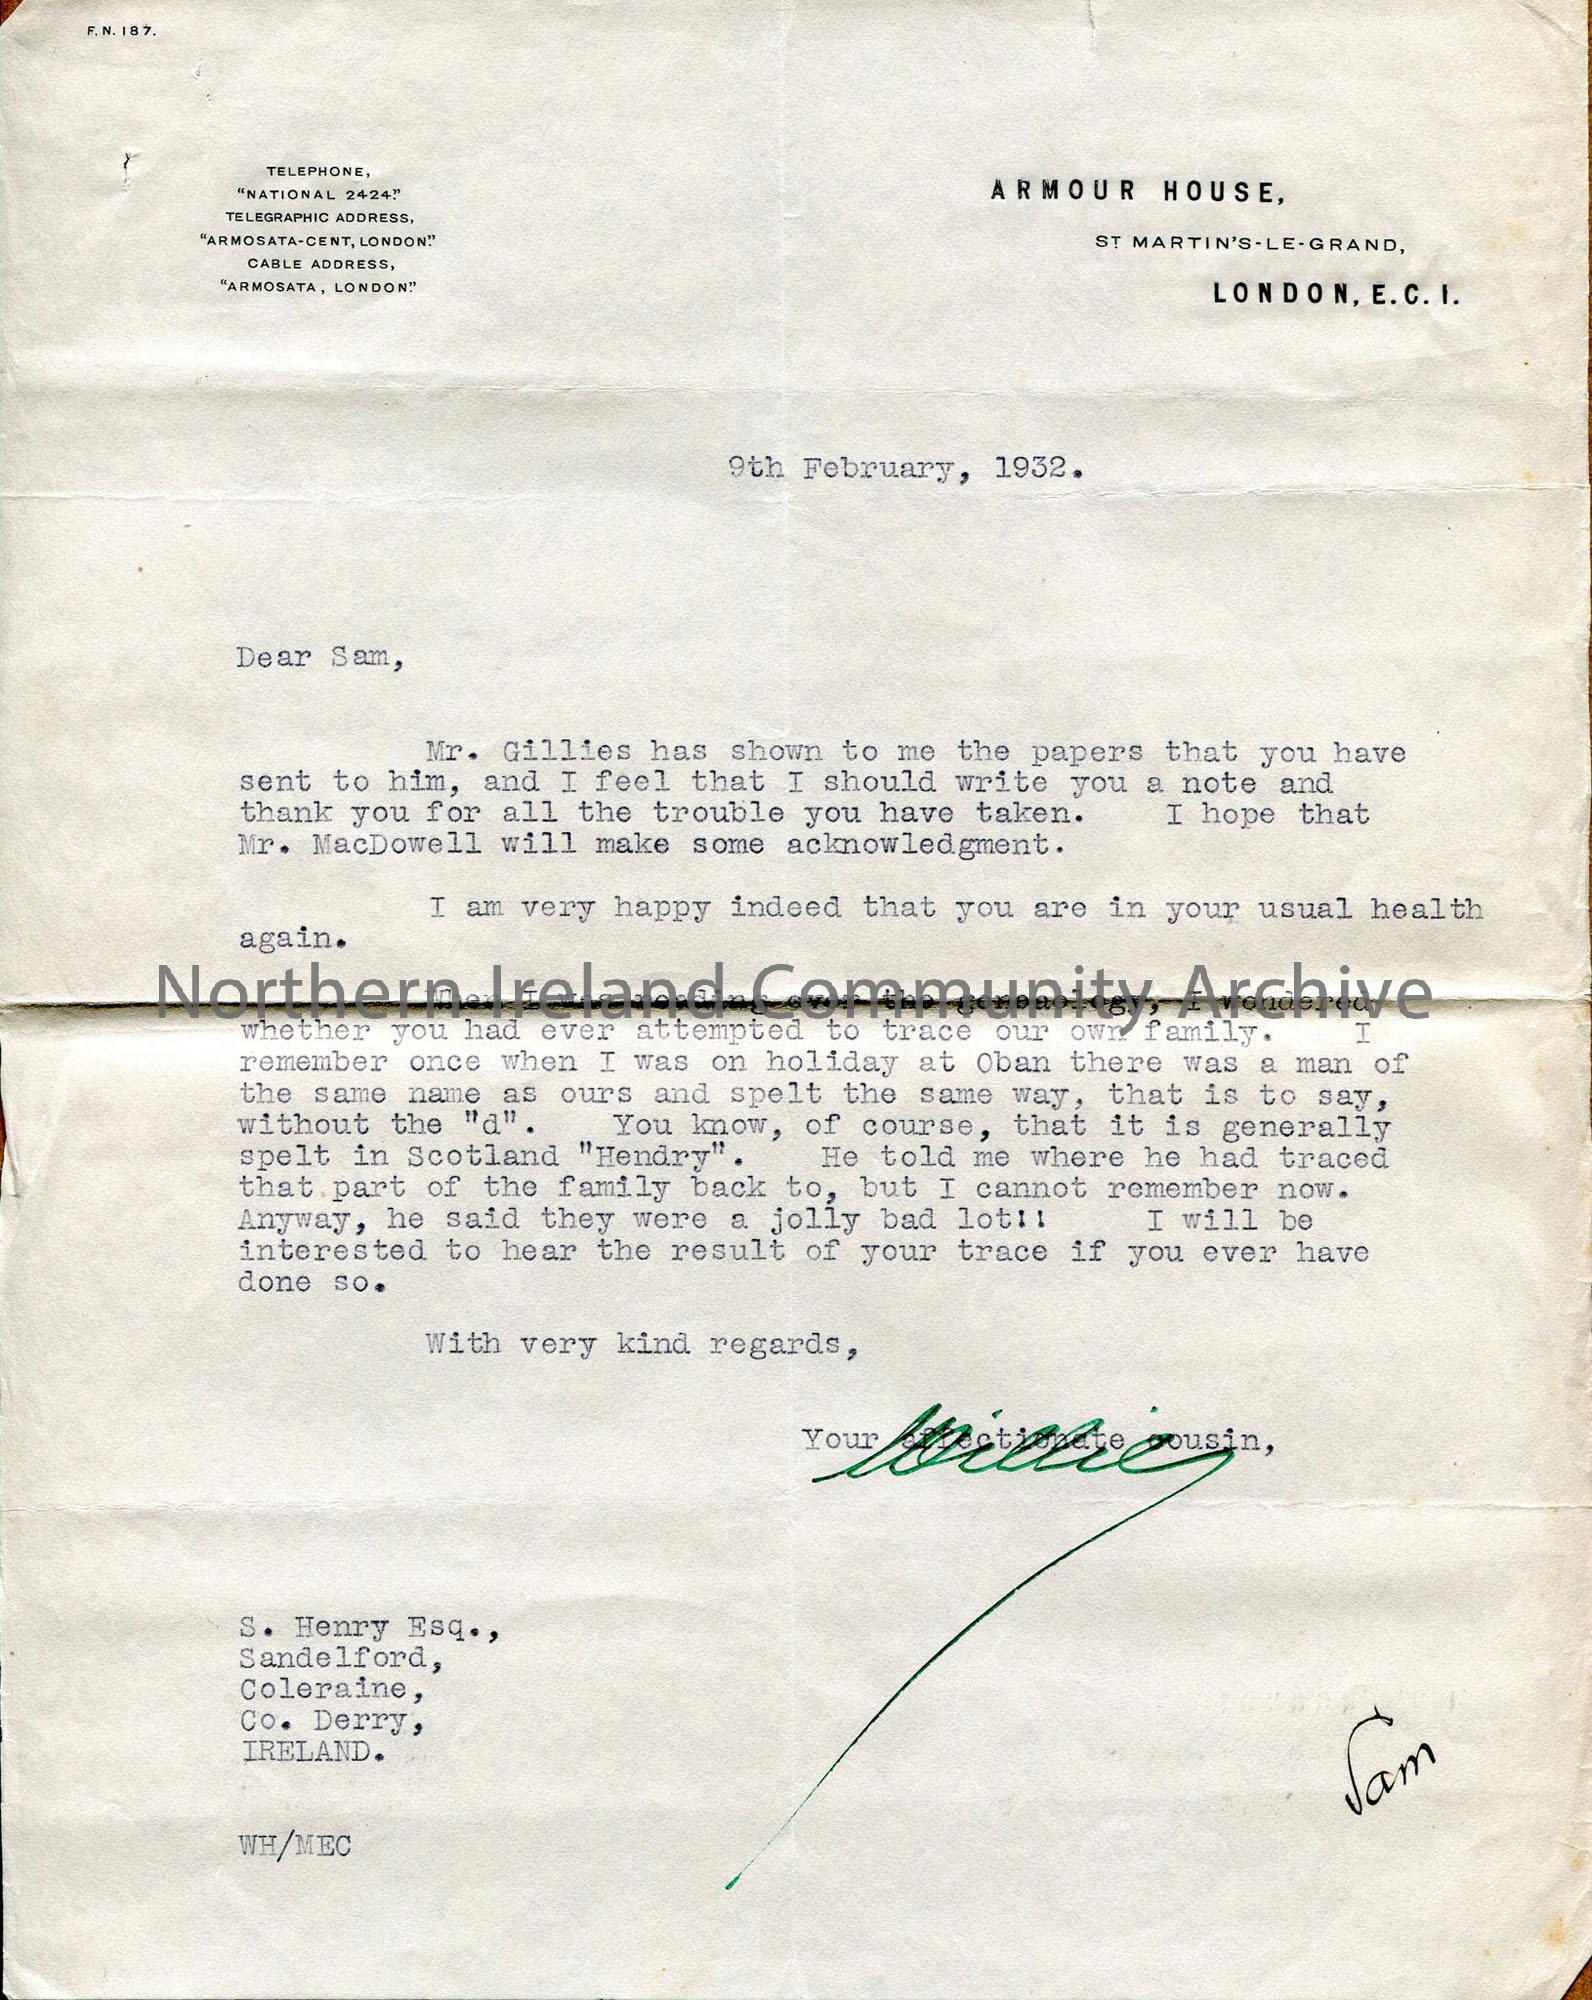 F.N. 187.
TELEPHONE,
"NATIONAL 2424."
TELEGRAPHIC ADDRESS,
"ARMOSATA-CENT, LONDON."
CABLE ADDRESS,
"ARMOSATA, LONDON."
ARMOUR HOUSE,
ST MARTIN'S-LE-GRAND,
LONDON, E.C.1.
9th February, 1932.
Dear Sam,
Mr. Gillies has shown to me the papers that you have
sent to him, and I feel that I should write you a note and
thank you for all the trouble you have taken. I hope that
Mr. MacDowell will make some acknowledgment.
I am very happy indeed that you are in your usual health
again.
Northern Ireland Community Archive
When I was reading over the geneaology, I wondered
whether you had ever attempted to trace our own family. I
remember once when I was on holiday at Oban there was a man of
the same name as ours and spelt the same way, that is to say,
without the "d". You know, of course, that it is generally
spelt in Scotland "Hendry". He told me where he had traced
that part of the family back to, but I cannot remember now.
Anyway, he said they were a jolly bad lot!! I will be
interested to hear the result of your trace if you ever have
done so.
With very kind regards,
Your affectionate cousin,
Willie
S. Henry Esq.,
Sandelford,
Coleraine,
Co. Derry,
IRELAND.
Sam
WH/MEC